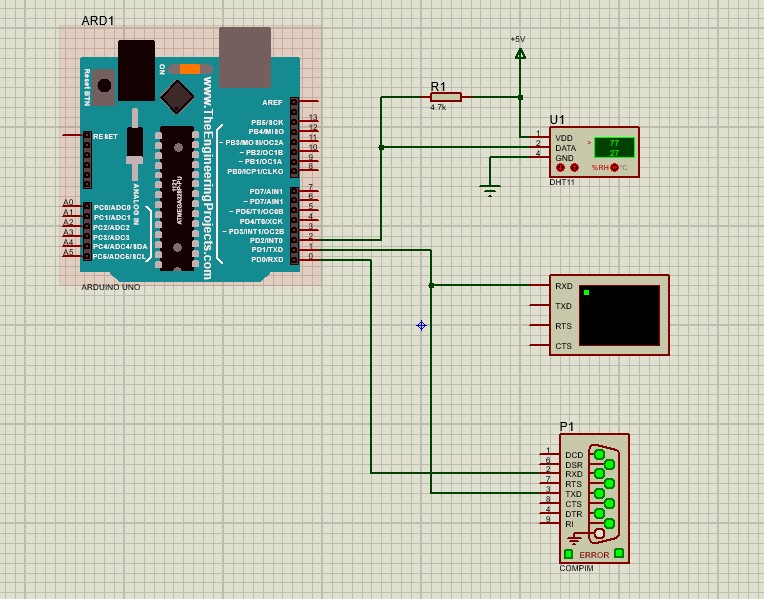 ARD1
Reset BTN
ON
www.TheEngineeringProjects.com
AREF
RESET
PB5/SCK 13
PB4/MISO 12
~ PB3/MOSI/OC2A 11
~ PB2/OC1B 10
~ PB1/OC1A 9
PB0/ICP1/CLKO 8
ANALOG IN
ATMEGA328P-PU
PD7/AIN1 7
~ PD7/AIN1 6
~ PD5/T1/OC0B 5
PD4/T0/XCK 4
~ PD3/INT1/OC2B 3
PD2/INT0 2
PD1/TXD 1
PD0/RXD 0
A0 PC0/ADC0
A1 PC1/ADC1
A2 PC2/ADC2
A3 PC3/ADC3
A4 PC4/ADC4/SDA
A5 PC5/ADC5/SCL
ARDUINO UNO
+5V
R1
4.7k
U1
1 VDD
2 DATA
4 GND
> 77
27
%RH °C
DHT11
RXD
TXD
RTS
CTS
P1
1 DCD
6 DSR
2 RXD
7 RTS
3 TXD
8 CTS
4 DTR
9 RI
ERROR
COMPIM